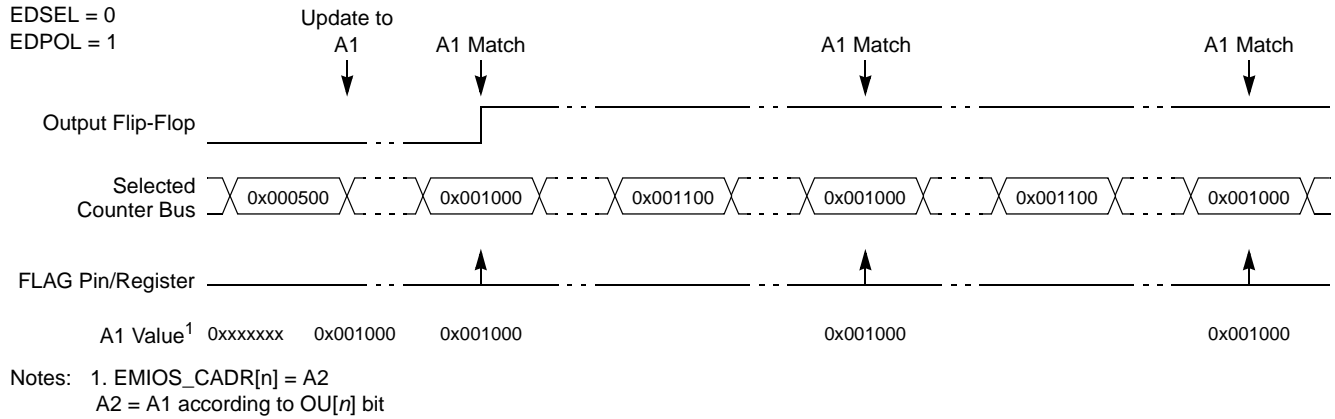 EDSEL = 0
EDPOL = 1
Update to
A1
A1 Match
A1 Match
A1 Match
Output Flip-Flop
Selected
Counter Bus
0x000500
0x001000
0x001100
0x001000
0x001100
0x001000
FLAG Pin/Register
A1 Value1 0xxxxxxx 0x001000 0x001000 0x001000 0x001000
Notes: 1. EMIOS_CADR[n] = A2
A2 = A1 according to OU[n] bit